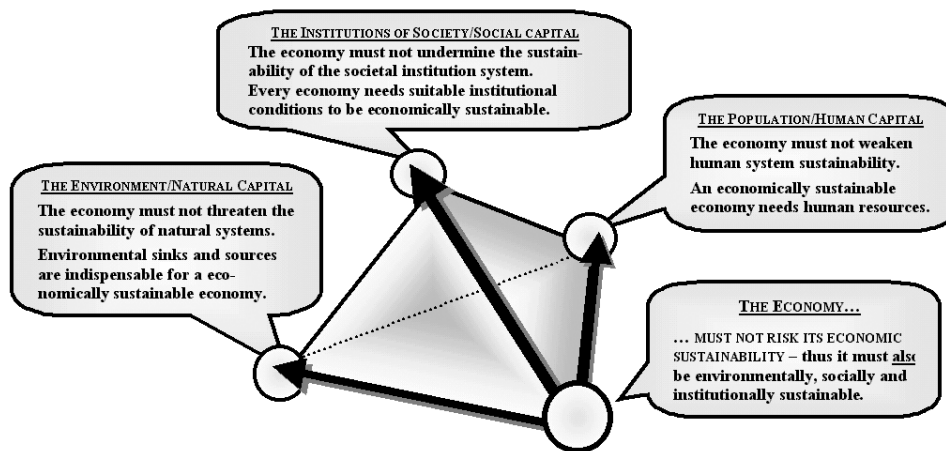 THE INSTITUTIONS OF SOCIETY/SOCIAL CAPITAL
The economy must not undermine the sustain-
ability of the societal institution system.
Every economy needs suitable institutional
conditions to be economically sustainable.
THE POPULATION/HUMAN CAPITAL
The economy must not weaken
human system sustainability.
An economically sustainable
economy needs human resources.
THE ENVIRONMENT/NATURAL CAPITAL
The economy must not threaten the
sustainability of natural systems.
Environmental sinks and sources
are indispensable for a eco-
nomically sustainable economy.
THE ECONOMY...
... MUST NOT RISK ITS ECONOMIC
SUSTAINABILITY – thus it must also
be environmentally, socially and
institutionally sustainable.